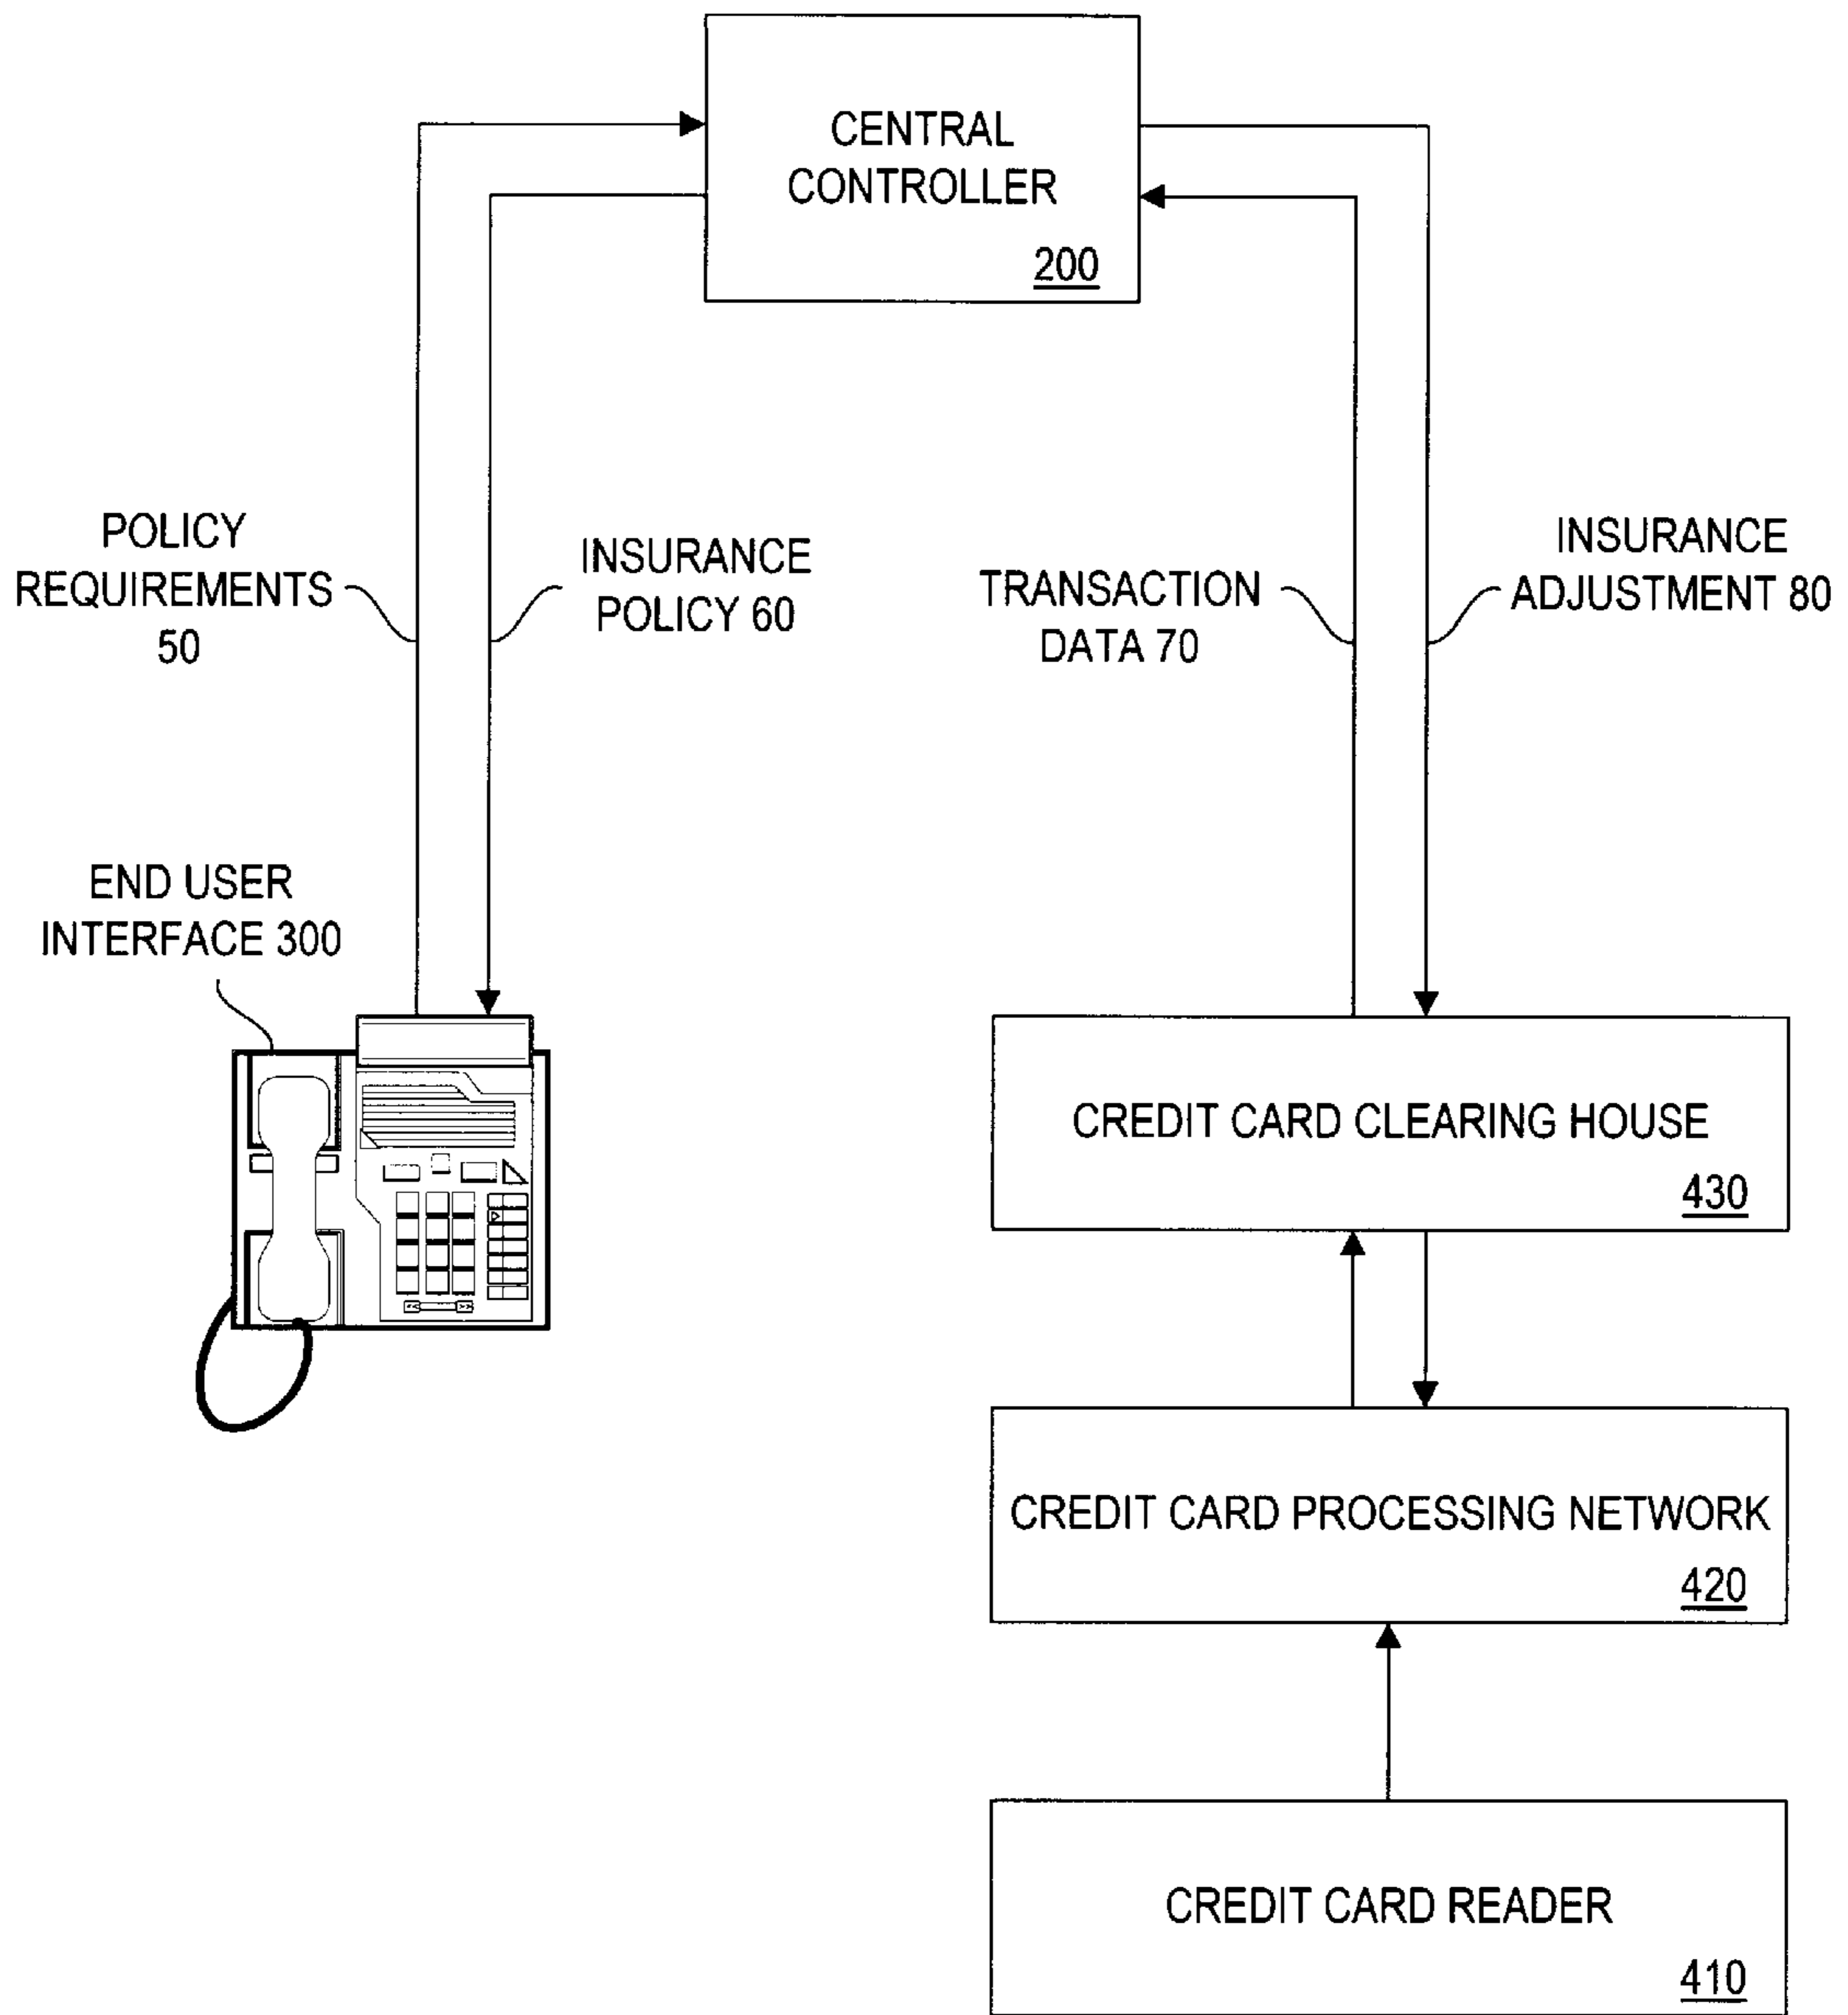 CENTRAL
CONTROLLER
200
POLICY
REQUIREMENTS
50
INSURANCE
POLICY 60
TRANSACTION
DATA 70
INSURANCE
ADJUSTMENT 80
END USER
INTERFACE 300
CREDIT CARD CLEARING HOUSE
430
CREDIT CARD PROCESSING NETWORK
420
CREDIT CARD READER
410